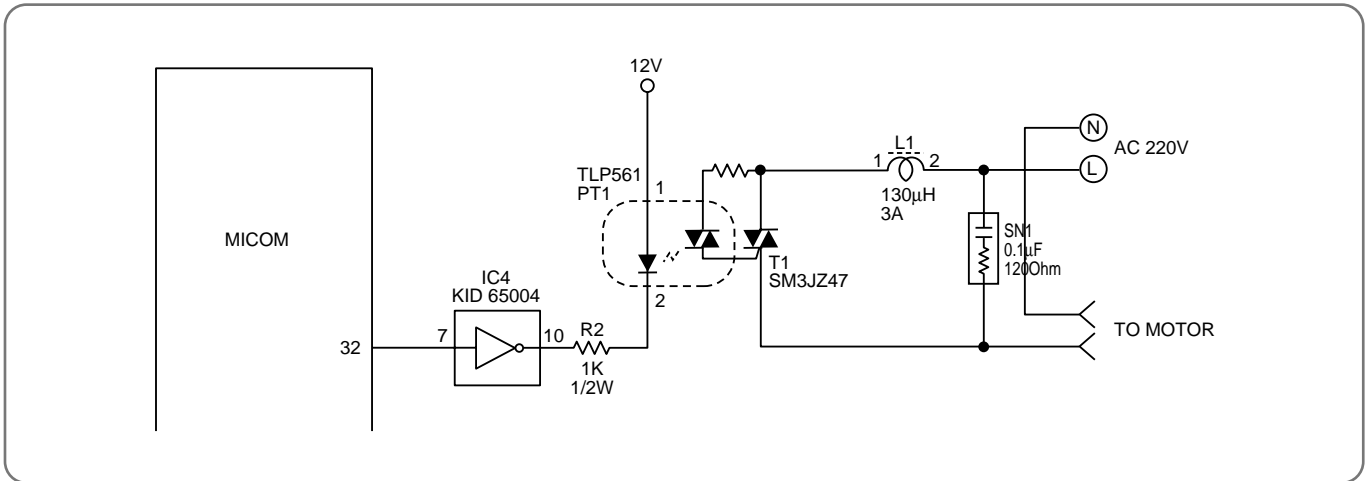 12V
N
AC 220V
L
L1
1 2
130μH
3A
TLP561
PT1
1
MICOM
SN1
0.1μF
120Ohm
T1
SM3JZ47
2
IC4
KID 65004
32
7
10
R2
1K
1/2W
TO MOTOR